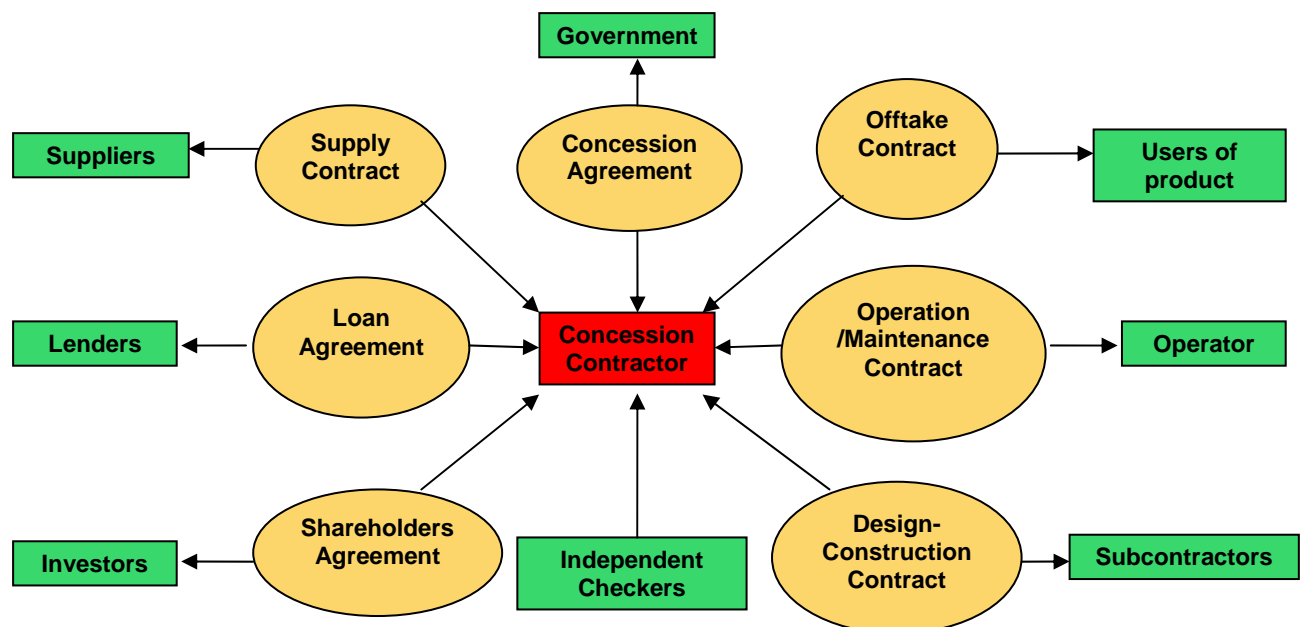 Government
Suppliers
Supply
Contract
Concession
Agreement
Offtake
Contract
Users of
product
Lenders
Loan
Agreement
Concession
Contractor
Operation
/Maintenance
Contract
Operator
Investors
Shareholders
Agreement
Independent
Checkers
Design-
Construction
Contract
Subcontractors